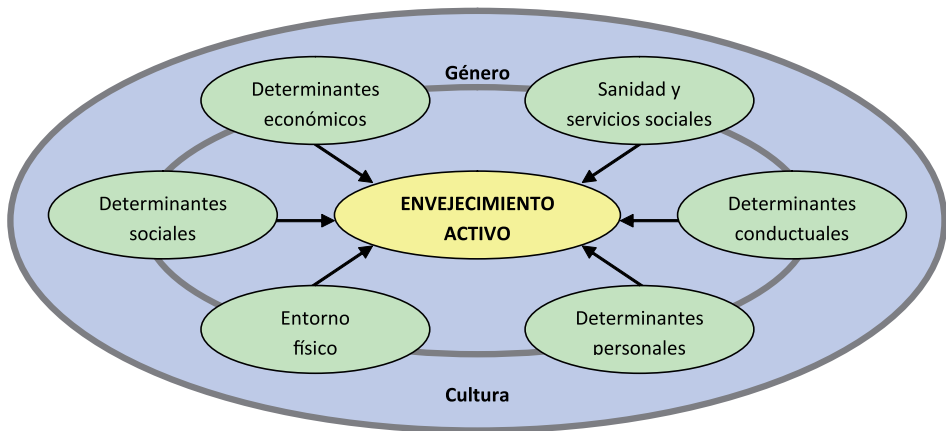 Género
Determinantes
económicos
Sanidad y
servicios sociales
Determinantes
sociales
ENVEJECIMIENTO
ACTIVO
Determinantes
conductuales
Entorno
físico
Determinantes
personales
Cultura